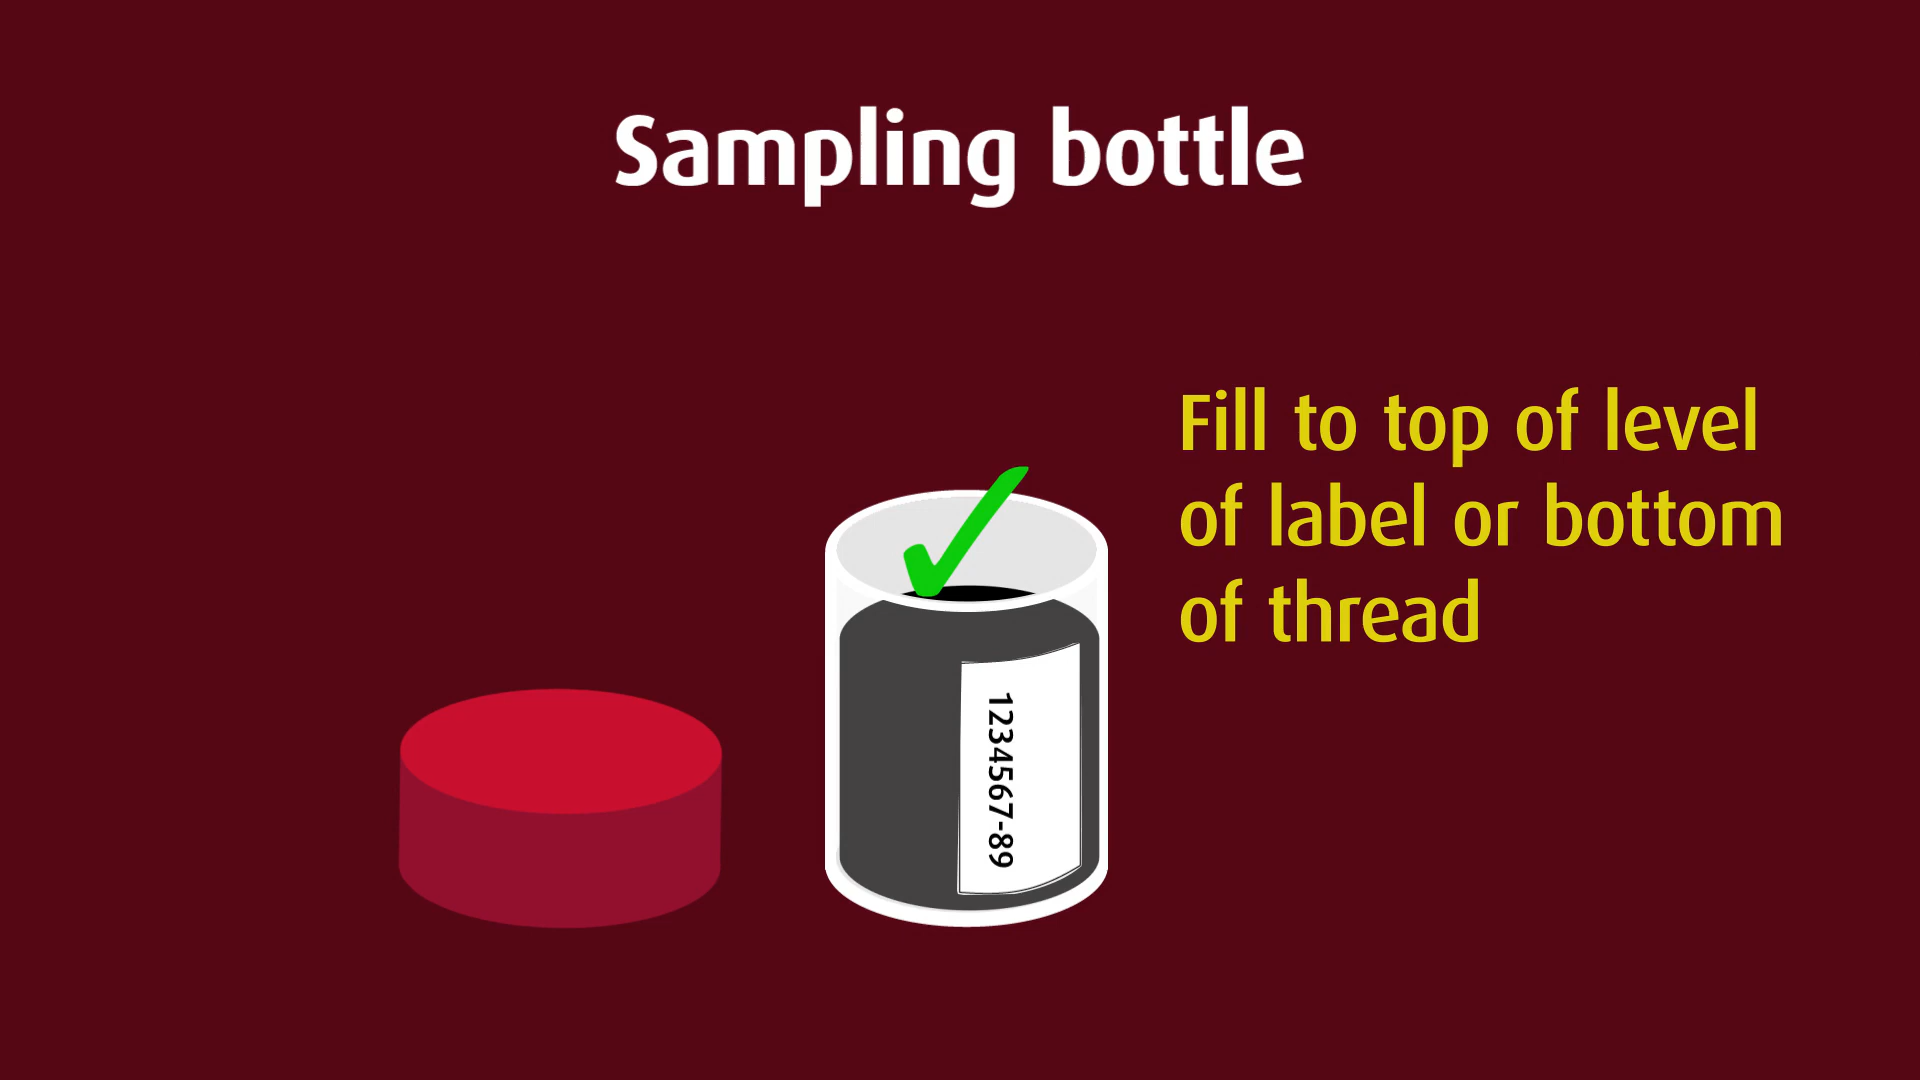 Sampling bottle
Fill to top of level
of label or bottom
of thread
1234567-89